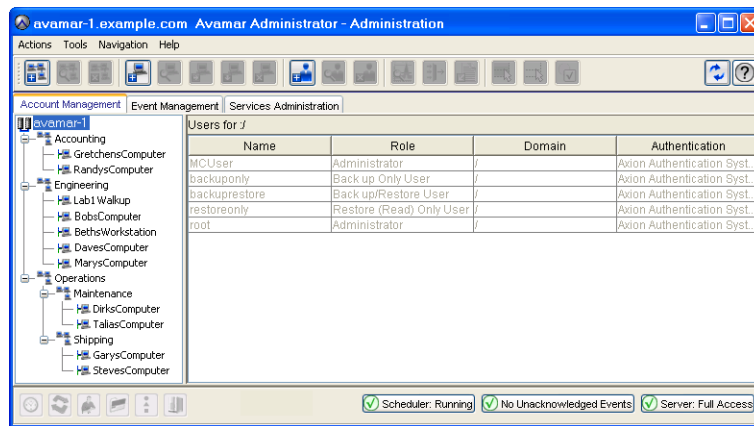 avamar-1.example.com Avamar Administrator - Administration
Actions Tools Navigation Help
Account Management Event Management Services Administration
avamar-1
Accounting
GretchensComputer
RandysComputer
Engineering
Lab1Walkup
BobsComputer
BethsWorkstation
DavesComputer
MarysComputer
Operations
Maintenance
DirksComputer
TaliasComputer
Shipping
GarysComputer
StevesComputer
Users for :/
Name Role Domain Authentication
MCUser Administrator / Axion Authentication Syst...
backuponly Back up Only User / Axion Authentication Syst...
backuprestore Back up/Restore User / Axion Authentication Syst...
restoreonly Restore (Read) Only User / Axion Authentication Syst...
root Administrator / Axion Authentication Syst...
Scheduler: Running No Unacknowledged Events Server: Full Access